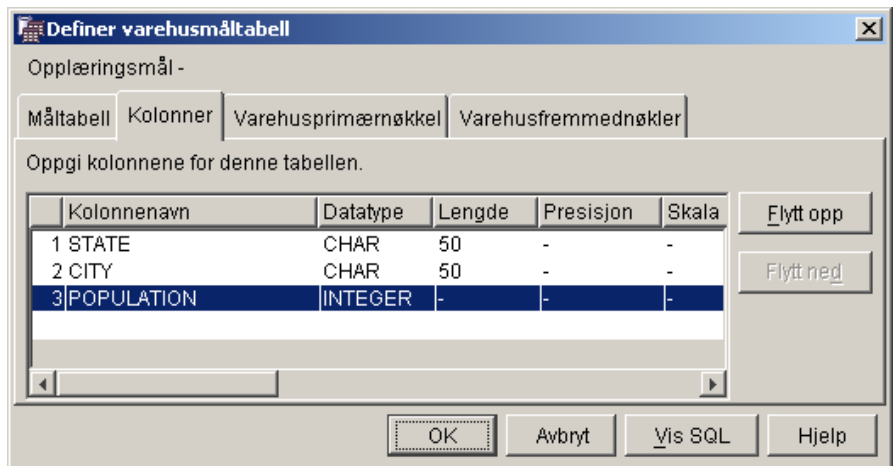 Definer varehusmåltabell
Opplæringsmål -
Måltabell Kolonner Varehusprimærnøkkel Varehusfremmednøkler
Oppgi kolonnene for denne tabellen.
Kolonnenavn Datatype Lengde Presisjon Skala
1 STATE CHAR 50 - -
2 CITY CHAR 50 - -
3 POPULATION INTEGER - - -
Flytt opp
Flytt ned
OK Avbryt Vis SQL Hjelp